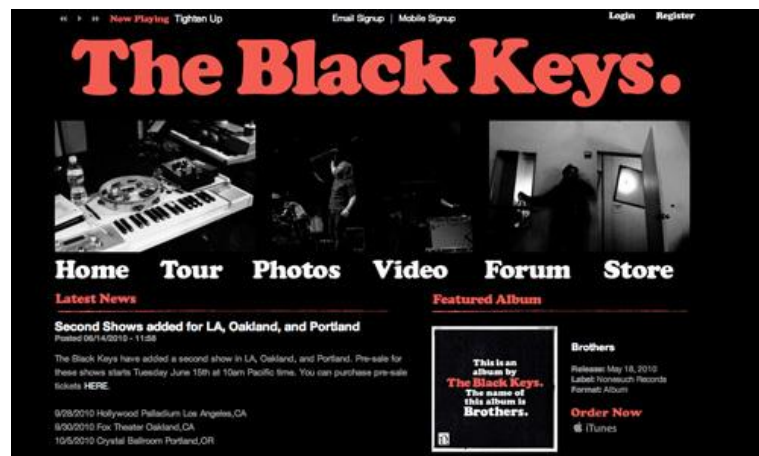 Now Playing Tighten Up
Email Signup | Mobile Signup
Login Register
The Black Keys.
Home Tour Photos Video Forum Store
Latest News
Second Shows added for LA, Oakland, and Portland
Posted 06/14/2010 - 11:58
The Black Keys have added a second show in LA, Oakland, and Portland. Pre-sale for
these shows starts Tuesday June 15th at 10am Pacific time. You can purchase pre-sale
tickets HERE.
9/28/2010 Hollywood Palladium Los Angeles,CA
9/30/2010 Fox Theater Oakland,CA
10/5/2010 Crystal Ballroom Portland,OR
Featured Album
This is an
album by
The Black Keys.
The name of
this album is
Brothers.
Brothers
Release: May 18, 2010
Label: Nonesuch Records
Format: Album
Order Now
iTunes